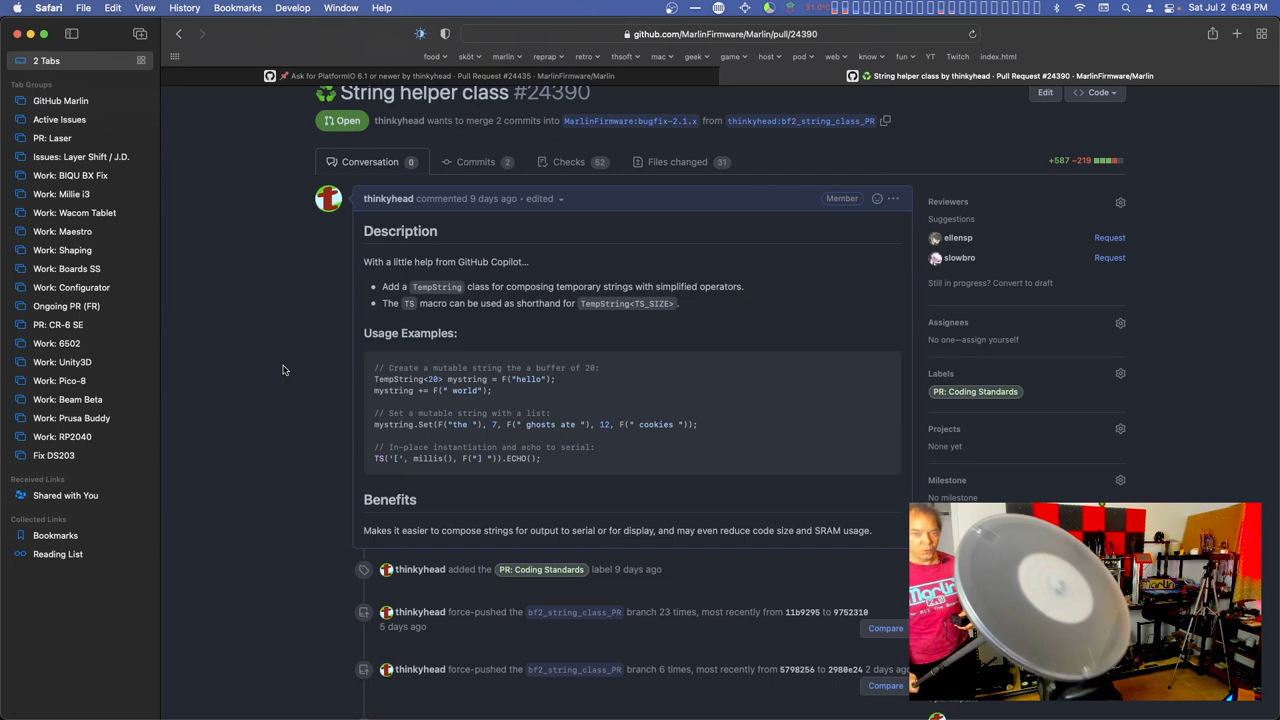 Safari File Edit View History Bookmarks Develop Window Help
31.0°C
Sat Jul 2 6:49 PM
github.com/MarlinFirmware/Marlin/pull/24390
food sköt marlin reprap retro thsoft mac geek game host pod web know fun YT Twitch index.html
Ask for PlatformIO 6.1 or newer by thinkyhead · Pull Request #24435 · MarlinFirmware/Marlin
String helper class by thinkyhead · Pull Request #24390 · MarlinFirmware/Marlin
2 Tabs
Tab Groups
GitHub Marlin
Active Issues
PR: Laser
Issues: Layer Shift / J.D.
Work: BIQU BX Fix
Work: Millie i3
Work: Wacom Tablet
Work: Maestro
Work: Shaping
Work: Boards SS
Work: Configurator
Ongoing PR (FR)
PR: CR-6 SE
Work: 6502
Work: Unity3D
Work: Pico-8
Work: Beam Beta
Work: Prusa Buddy
Work: RP2040
Fix DS203
Received Links
Shared with You
Collected Links
Bookmarks
Reading List
String helper class #24390
Edit
<> Code
Open
thinkyhead wants to merge 2 commits into MarlinFirmware:bugfix-2.1.x from thinkyhead:bf2_string_class_PR
Conversation 0
Commits 2
Checks 52
Files changed 31
+587 −219
thinkyhead commented 9 days ago • edited
Member
Description
With a little help from GitHub Copilot...
• Add a TempString class for composing temporary strings with simplified operators.
• The TS macro can be used as shorthand for TempString<TS_SIZE>.
Usage Examples:
// Create a mutable string the a buffer of 20:
TempString<20> mystring = F("hello");
mystring += F(" world");
// Set a mutable string with a list:
mystring.Set(F("the "), 7, F(" ghosts ate "), 12, F(" cookies "));
// In-place instantiation and echo to serial:
TS('[', millis(), F("] ")).ECHO();
Benefits
Makes it easier to compose strings for output to serial or for display, and may even reduce code size and SRAM usage.
thinkyhead added the PR: Coding Standards label 9 days ago
thinkyhead force-pushed the bf2_string_class_PR branch 23 times, most recently from 11b9295 to 9752310
5 days ago
Compare
thinkyhead force-pushed the bf2_string_class_PR branch 6 times, most recently from 5798256 to 2980e24 2 days ago
Compare
Reviewers
Suggestions
ellensp
Request
slowbro
Request
Still in progress? Convert to draft
Assignees
No one—assign yourself
Labels
PR: Coding Standards
Projects
None yet
Milestone
No milestone
Marlin
Marlin